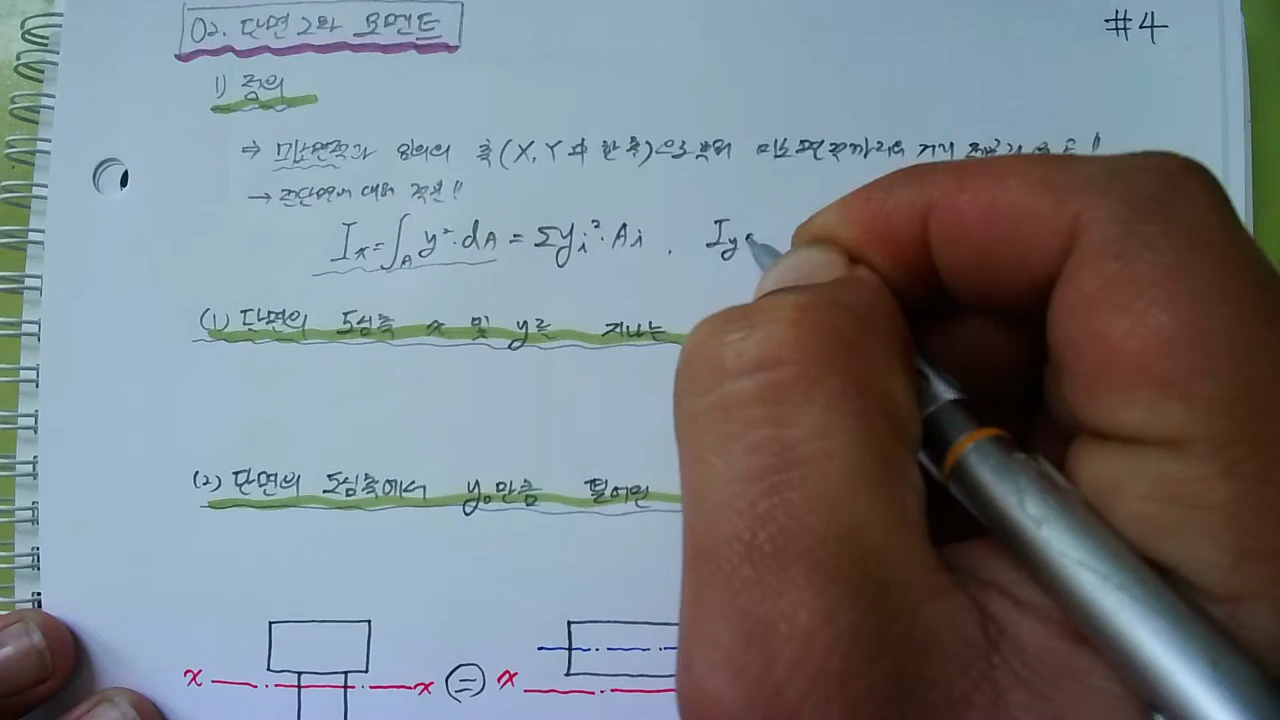 #4
02. 단면 2차 모멘트
1) 정의
⇒ 미소면적과 임의의 축(X, Y 中 한 축)으로부터 미소면적까지의 거리
→ 전단면에 대해 적분!!
Ix = ∫A y²·dA = Σyi²·Ai , Iy
(1) 단면의 도심축 x 및 y를 지나는
(2) 단면의 도심축에서 y₀만큼 떨어진
x x = x